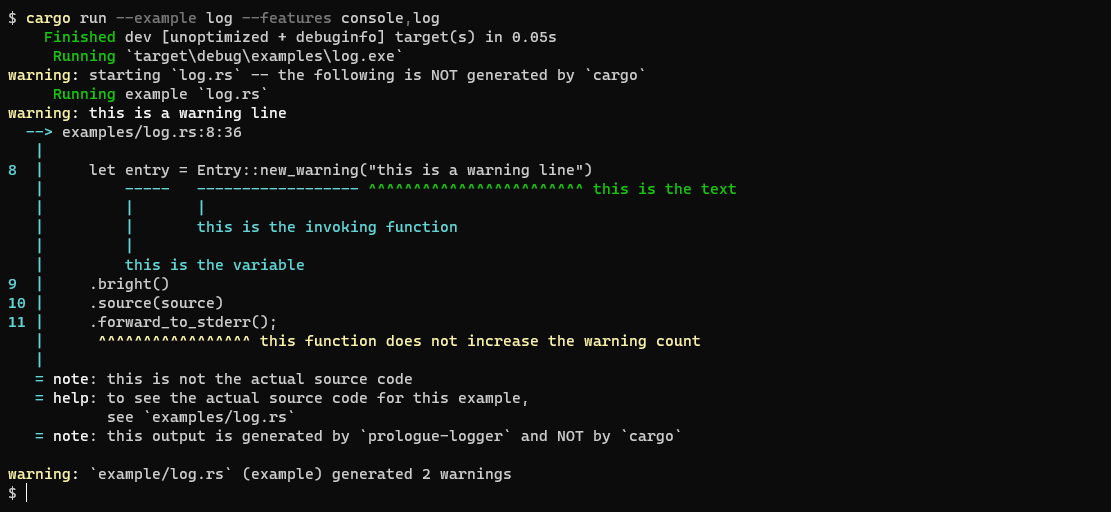 $ cargo run --example log --features console,log
    Finished dev [unoptimized + debuginfo] target(s) in 0.05s
     Running `target\debug\examples\log.exe`
warning: starting `log.rs` -- the following is NOT generated by `cargo`
     Running example `log.rs`
warning: this is a warning line
  --> examples/log.rs:8:36
   |
8  |     let entry = Entry::new_warning("this is a warning line")
   |         -----   ------------------ ^^^^^^^^^^^^^^^^^^^^^^^^ this is the text
   |         |       |
   |         |       this is the invoking function
   |         |
   |         this is the variable
9  |     .bright()
10 |     .source(source)
11 |     .forward_to_stderr();
   |      ^^^^^^^^^^^^^^^^^ this function does not increase the warning count
   |
   = note: this is not the actual source code
   = help: to see the actual source code for this example,
           see `examples/log.rs`
   = note: this output is generated by `prologue-logger` and NOT by `cargo`

warning: `example/log.rs` (example) generated 2 warnings
$